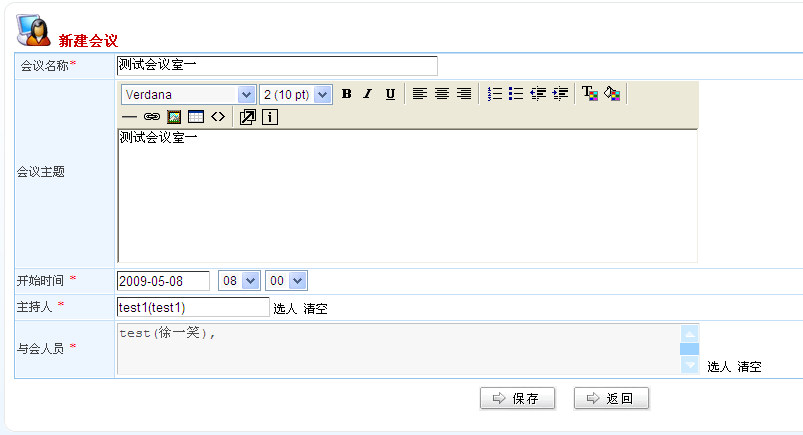 新建会议
会议名称* 测试会议室一
Verdana 2 (10 pt) B I U
会议主题 测试会议室一
开始时间 * 2009-05-08 08 00
主持人 * test1(test1) 选人 清空
与会人员 * test(徐一笑), 选人 清空
保存 返回